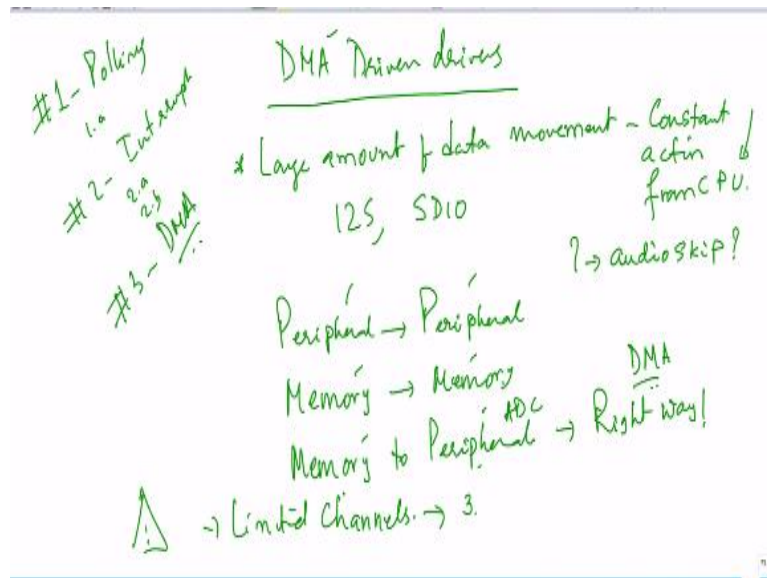 #1 - Polling
1.a
#2 - Interrupt
2.a
2.b
#3 - DMA
DMA Driven drivers
* Large amount of data movement - Constant
action
from CPU.
I2S, SDIO
? → audio skip?
Peripheral → Peripheral
Memory → Memory
Memory to Peripheral ADC → Right way!
DMA
⚠ → Limited Channels. → 3.